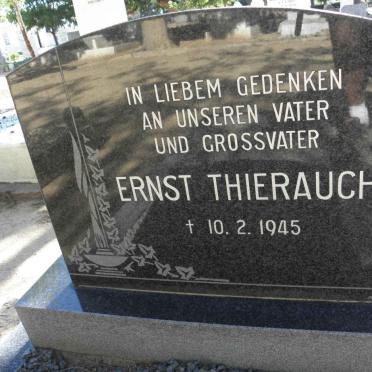 IN LIEBEM GEDENKEN
AN UNSEREN VATER
UND GROSSVATER
ERNST THIERAUCH
✝ 10. 2. 1945